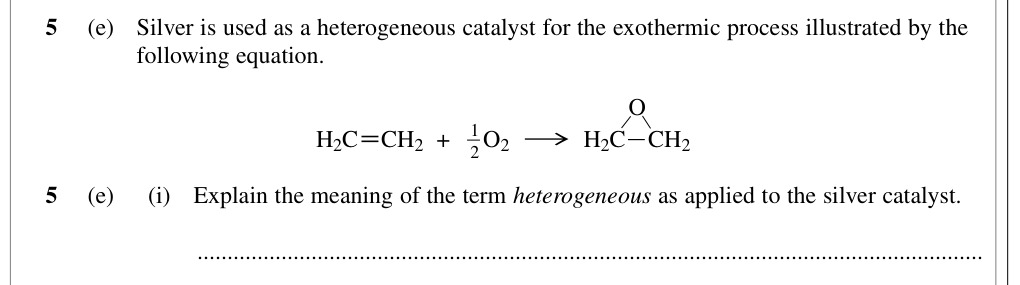 5 (e) Silver is used as a heterogeneous catalyst for the exothermic process illustrated by the
following equation.
O
H₂C=CH₂ + ½O₂ ⟶ H₂C–CH₂
5 (e) (i) Explain the meaning of the term heterogeneous as applied to the silver catalyst.